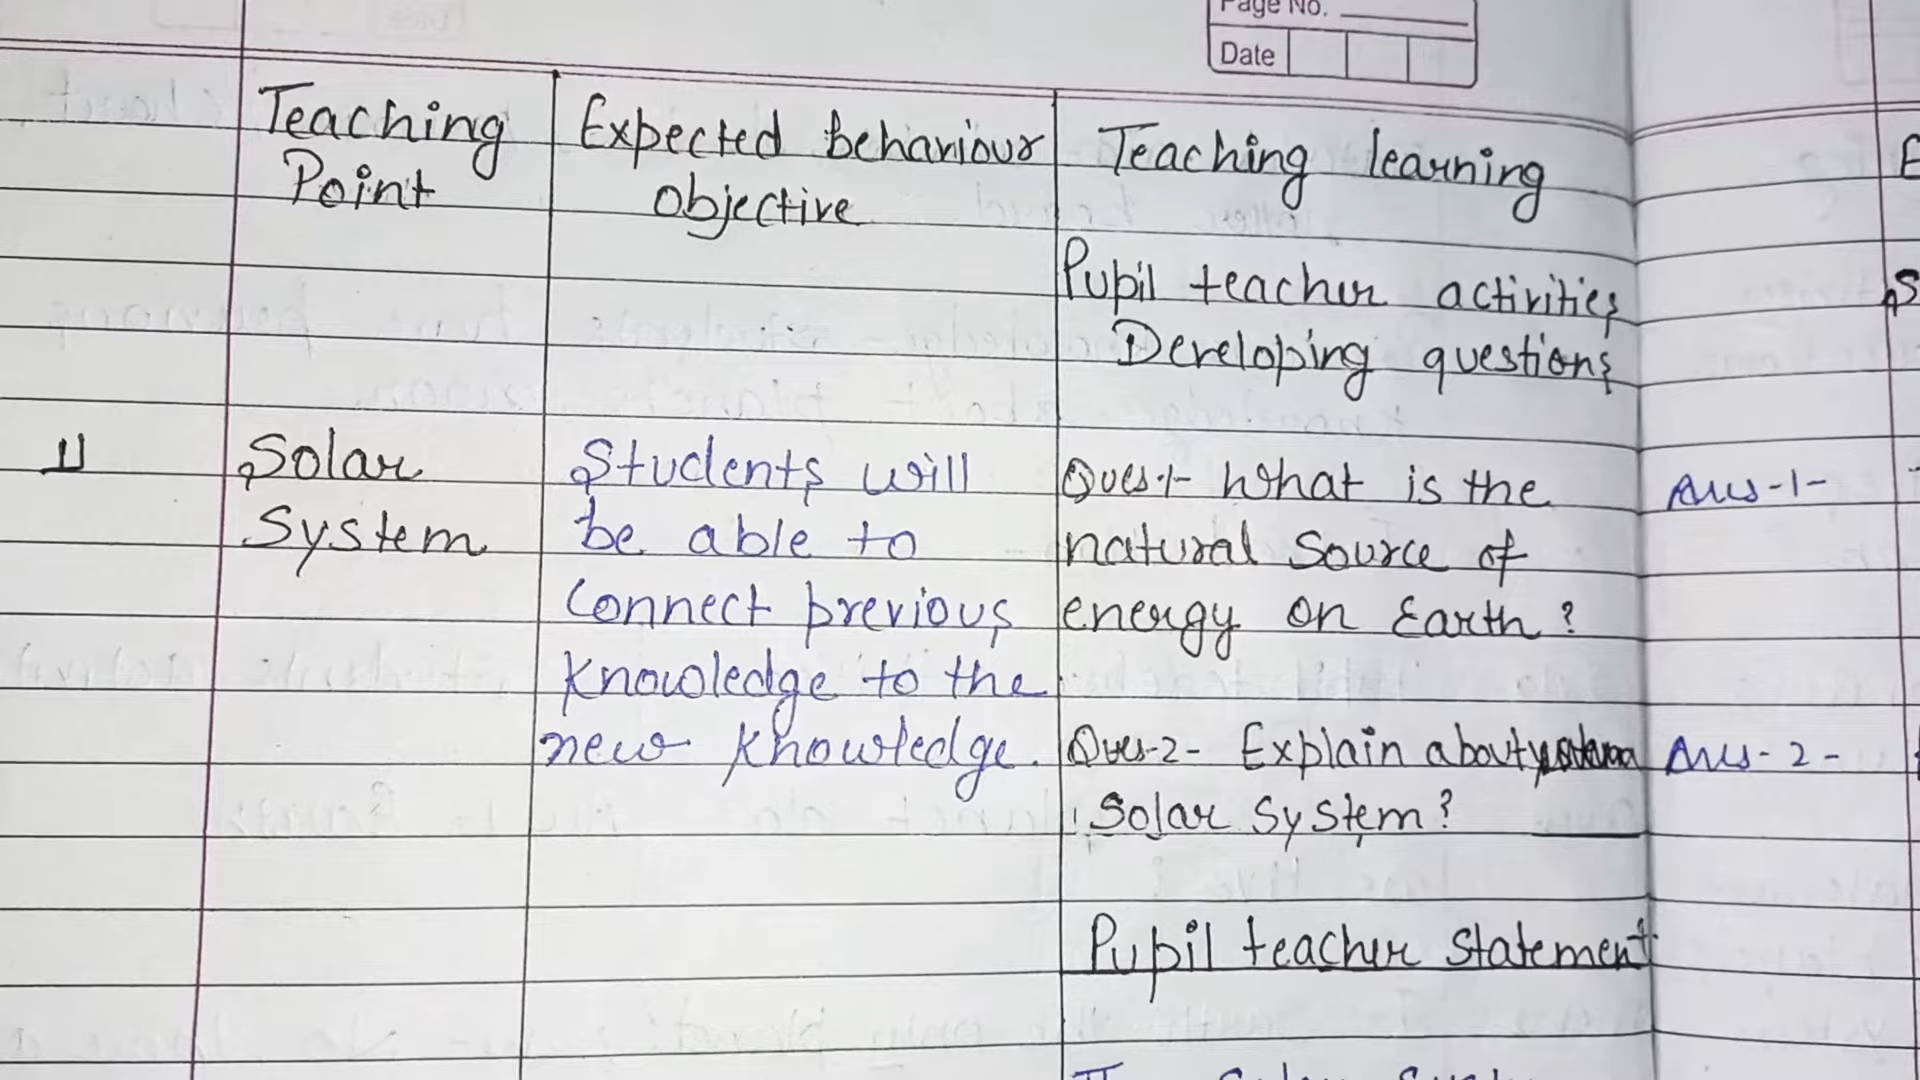 Page No.
Date
Teaching Point
Expected behaviour objective
Teaching learning
Pupil teacher activities
Developing questions
1)
Solar
System
Students will
be able to
Connect previous
knowledge to the
new knowledge.
Ques-1- What is the
natural source of
energy on Earth?
Ans-1-
Ques-2- Explain about
Solar System?
Ans-2-
Pupil teacher statement